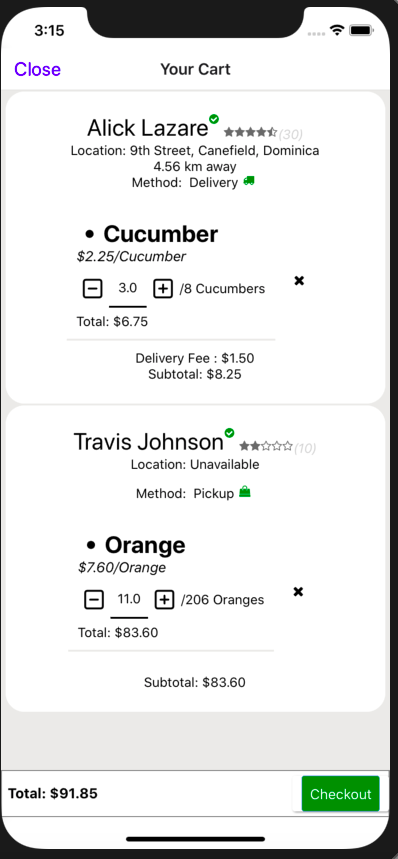 3:15
Close Your Cart
Alick Lazare (30)
Location: 9th Street, Canefield, Dominica
4.56 km away
Method: Delivery
• Cucumber
$2.25/Cucumber
3.0 /8 Cucumbers
Total: $6.75
Delivery Fee : $1.50
Subtotal: $8.25
Travis Johnson (10)
Location: Unavailable
Method: Pickup
• Orange
$7.60/Orange
11.0 /206 Oranges
Total: $83.60
Subtotal: $83.60
Total: $91.85 Checkout